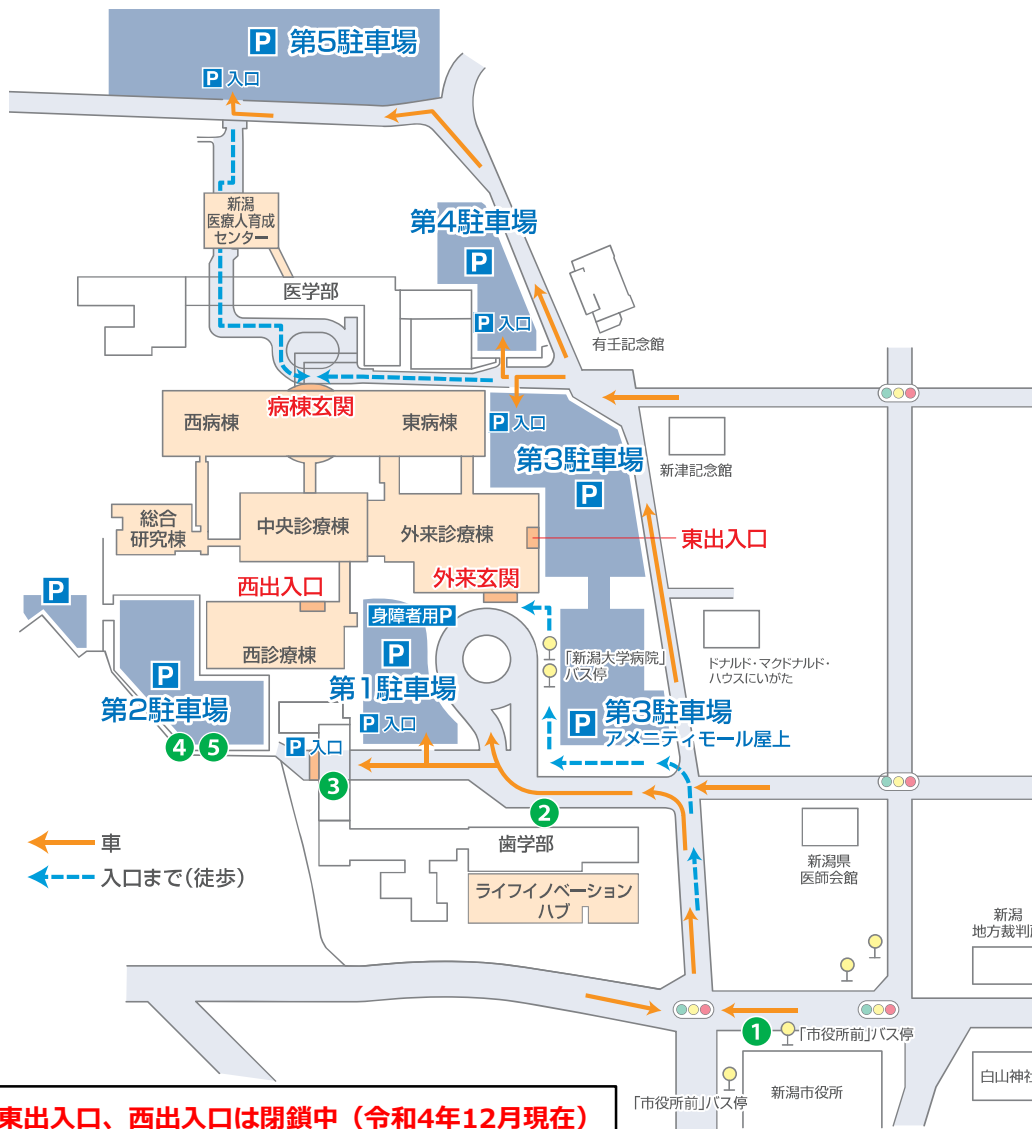 P 第5駐車場
P 入口
新潟
医療人育成
センター
第4駐車場
P
医学部
P 入口
有壬記念館
病棟玄関
西病棟
東病棟
P 入口
第3駐車場
P
新津記念館
総合
研究棟
中央診療棟
外来診療棟
東出入口
西出入口
外来玄関
P
身障者用P
西診療棟
P
P
「新潟大学病院」
バス停
ドナルド・マクドナルド・
ハウスにいがた
第2駐車場
第1駐車場
P 入口
P 第3駐車場
アメニティモール屋上
4 5
P 入口
3
2
車
入口まで(徒歩)
歯学部
新潟県
医師会館
ライフイノベーション
ハブ
新潟
地方裁判
1
「市役所前」バス停
「市役所前」バス停
新潟市役所
白山神社
東出入口、西出入口は閉鎖中（令和4年12月現在）